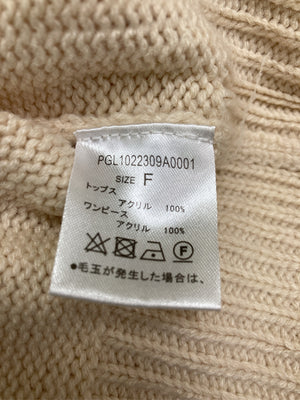 PGL1022309A0001
SIZE F
トップス
アクリル 100%
ワンピース
アクリル 100%
●毛玉が発生した場合は、